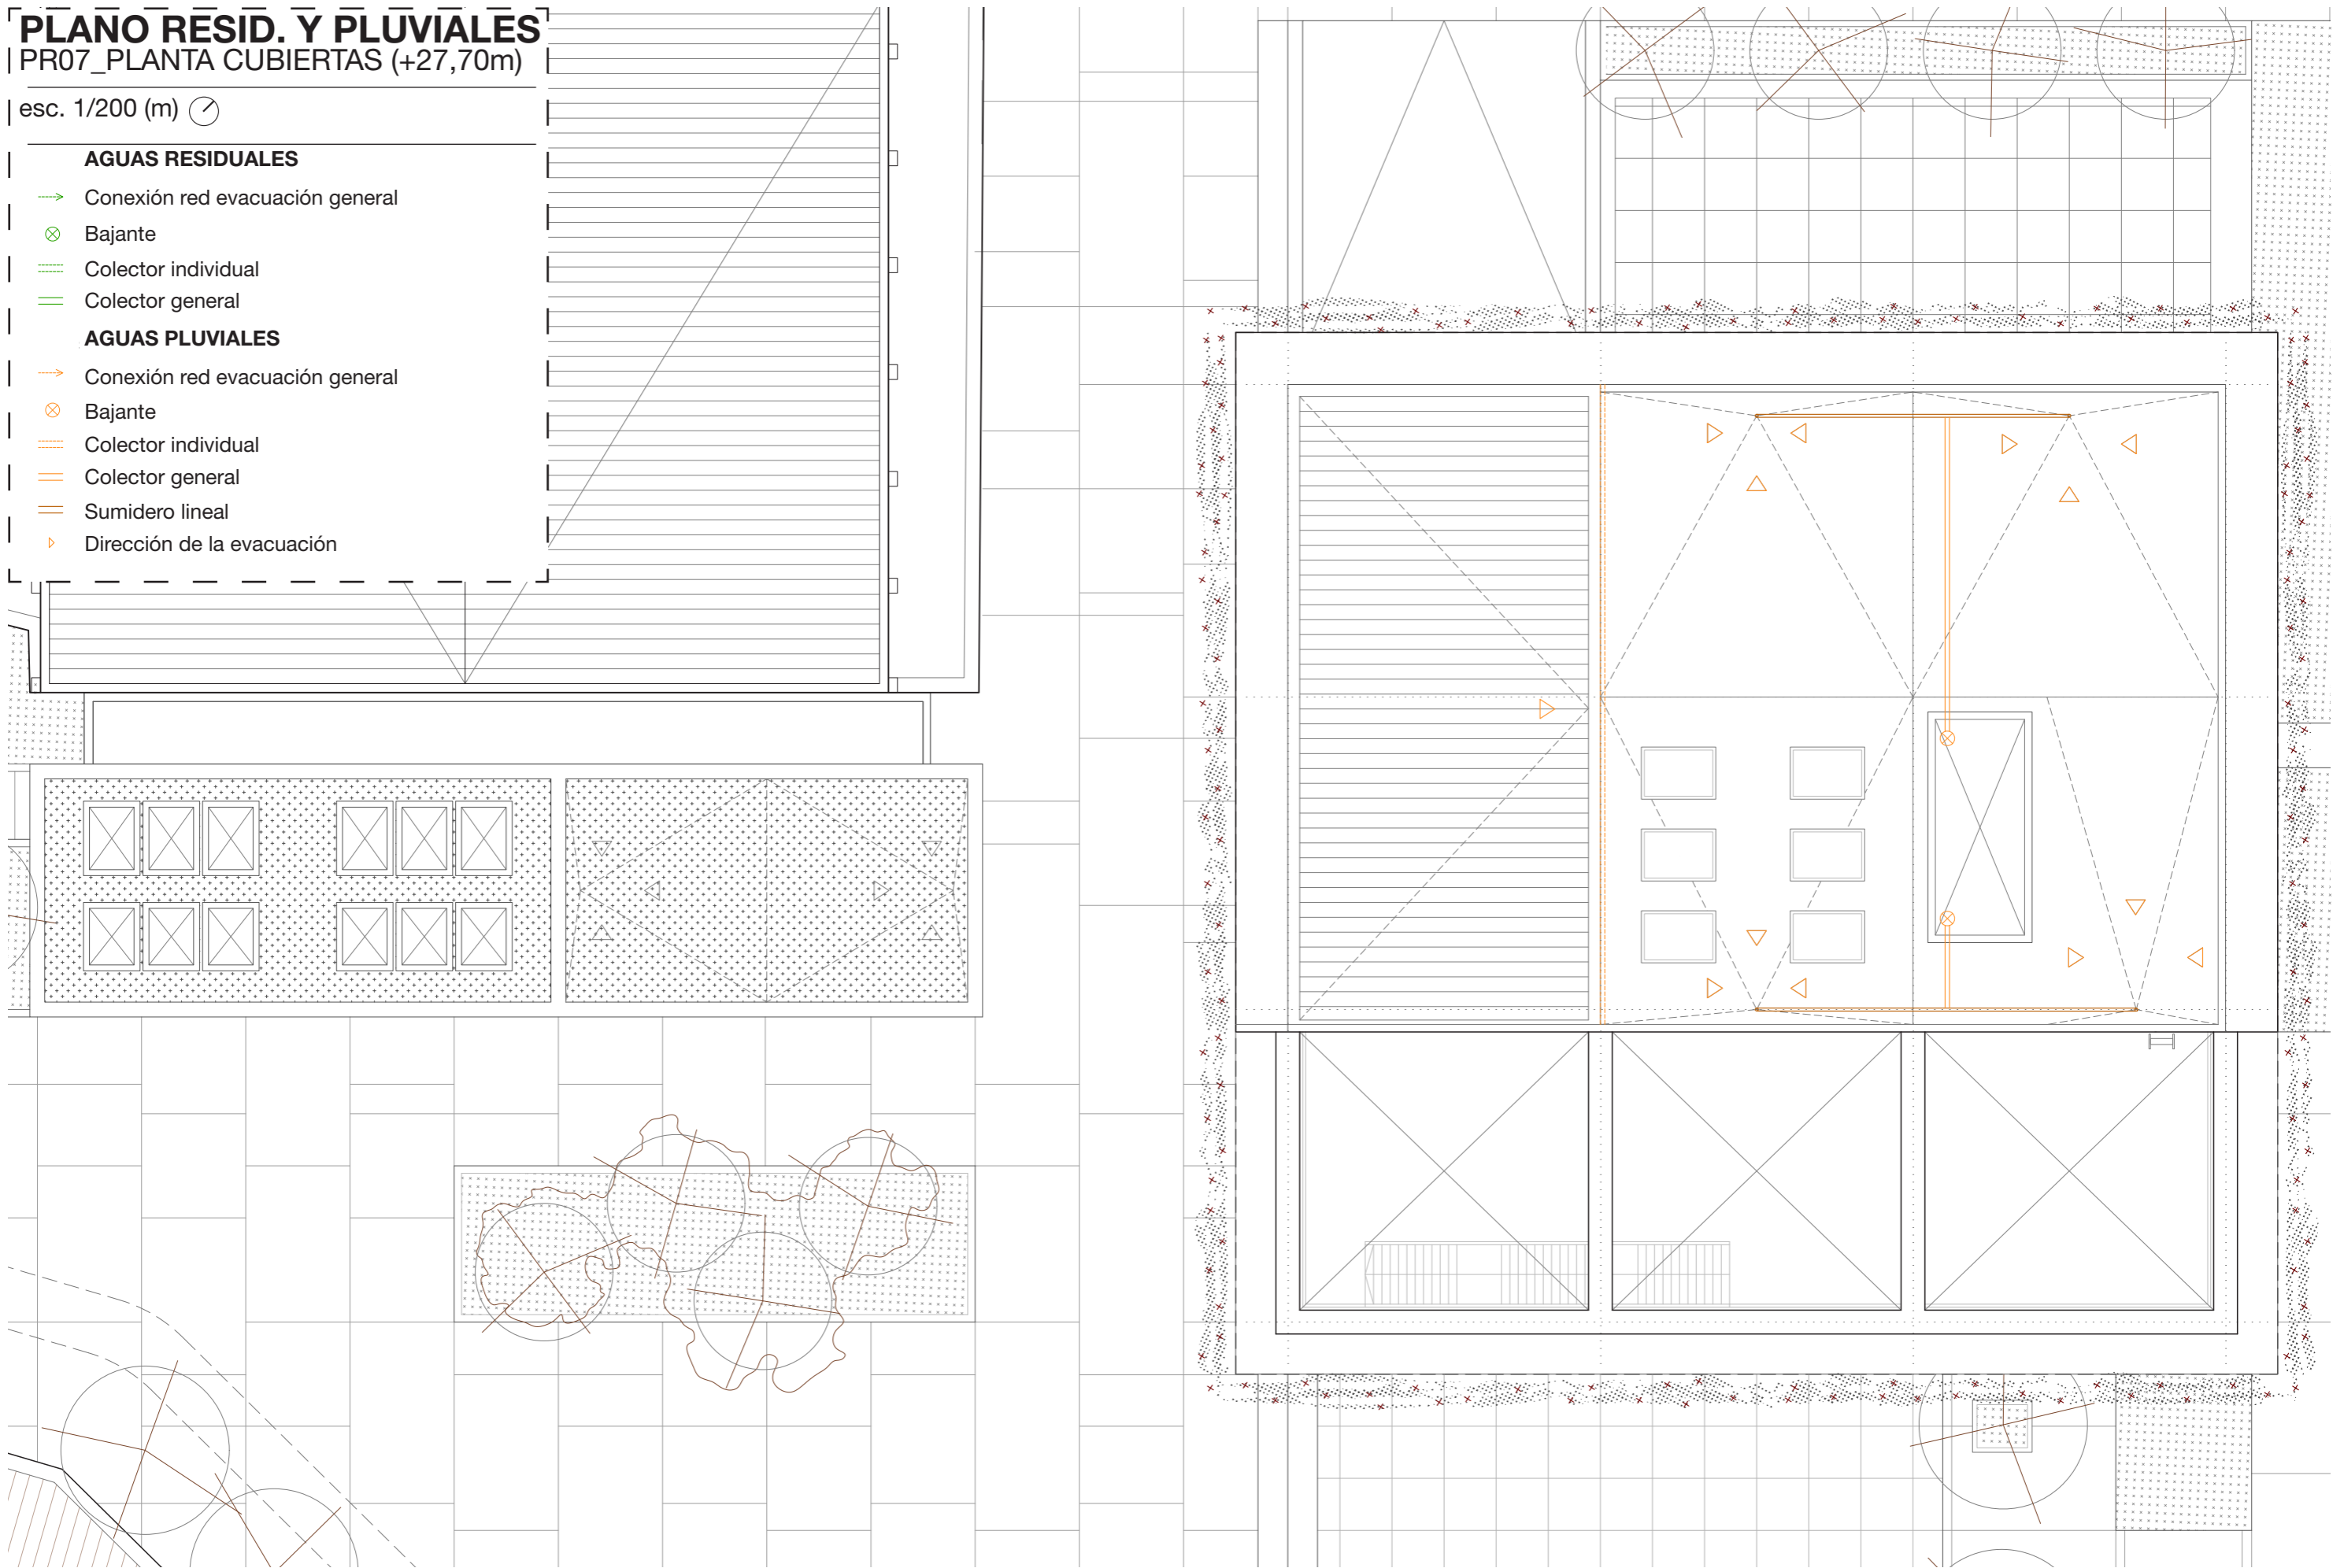 PLANO RESID. Y PLUVIALES
PR07_PLANTA CUBIERTAS (+27,70m)
esc. 1/200 (m)
AGUAS RESIDUALES
Conexión red evacuación general
Bajante
Colector individual
Colector general
AGUAS PLUVIALES
Conexión red evacuación general
Bajante
Colector individual
Colector general
Sumidero lineal
Dirección de la evacuación